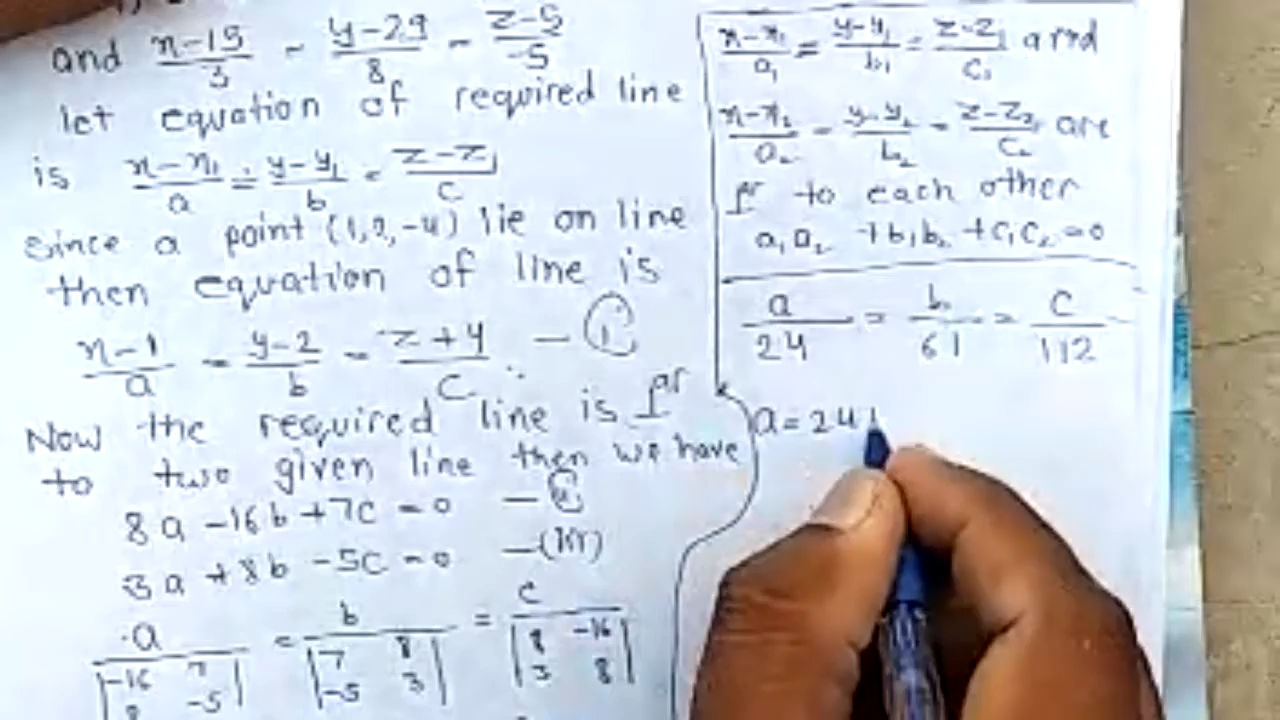 and x-15/3 = y-29/8 = z-5/-5
let equation of required line
is x-x₁/a = y-y₁/b = z-z₁/c
Since a point (1,2,-4) lie on line
then equation of line is
x-1/a = y-2/b = z+4/c —
Now the required line is ⊥ar
to two given line then we have
8a -16b +7c =0 —
3a +8b -5c =0 —(III)
a/|-16 7 -5| = b/|7 8 -5 3| = c/|8 -16 3 8|
x-x₁/a₁ = y-y₁/b₁ = z-z₁/c₁ and
x-x₂/a₂ = y-y₂/b₂ = z-z₂/c₂ are
⊥ar to each other
a₁a₂ +b₁b₂ +c₁c₂ =0
a/24 = b/61 = c/112
a=24